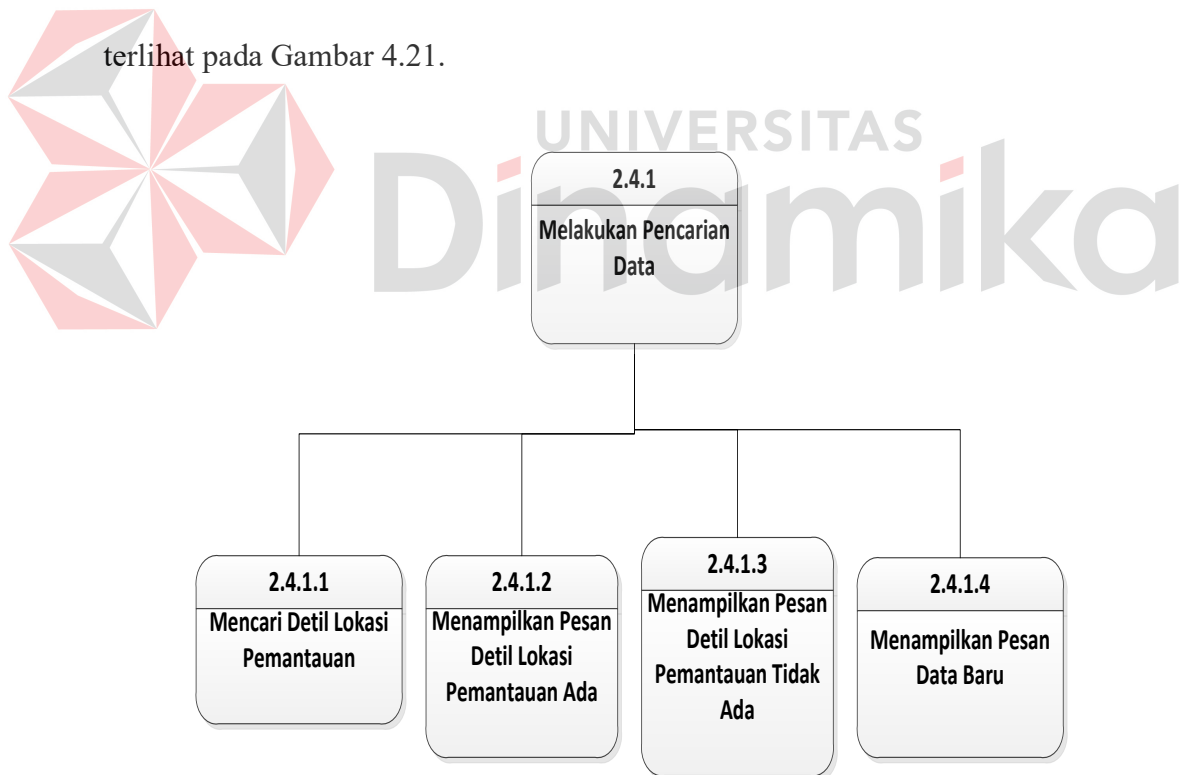 terlihat pada Gambar 4.21.
UNIVERSITAS
Dinamika
2.4.1
Melakukan Pencarian
Data
2.4.1.1
Mencari Detil Lokasi
Pemantauan
2.4.1.2
Menampilkan Pesan
Detil Lokasi
Pemantauan Ada
2.4.1.3
Menampilkan Pesan
Detil Lokasi
Pemantauan Tidak
Ada
2.4.1.4
Menampilkan Pesan
Data Baru